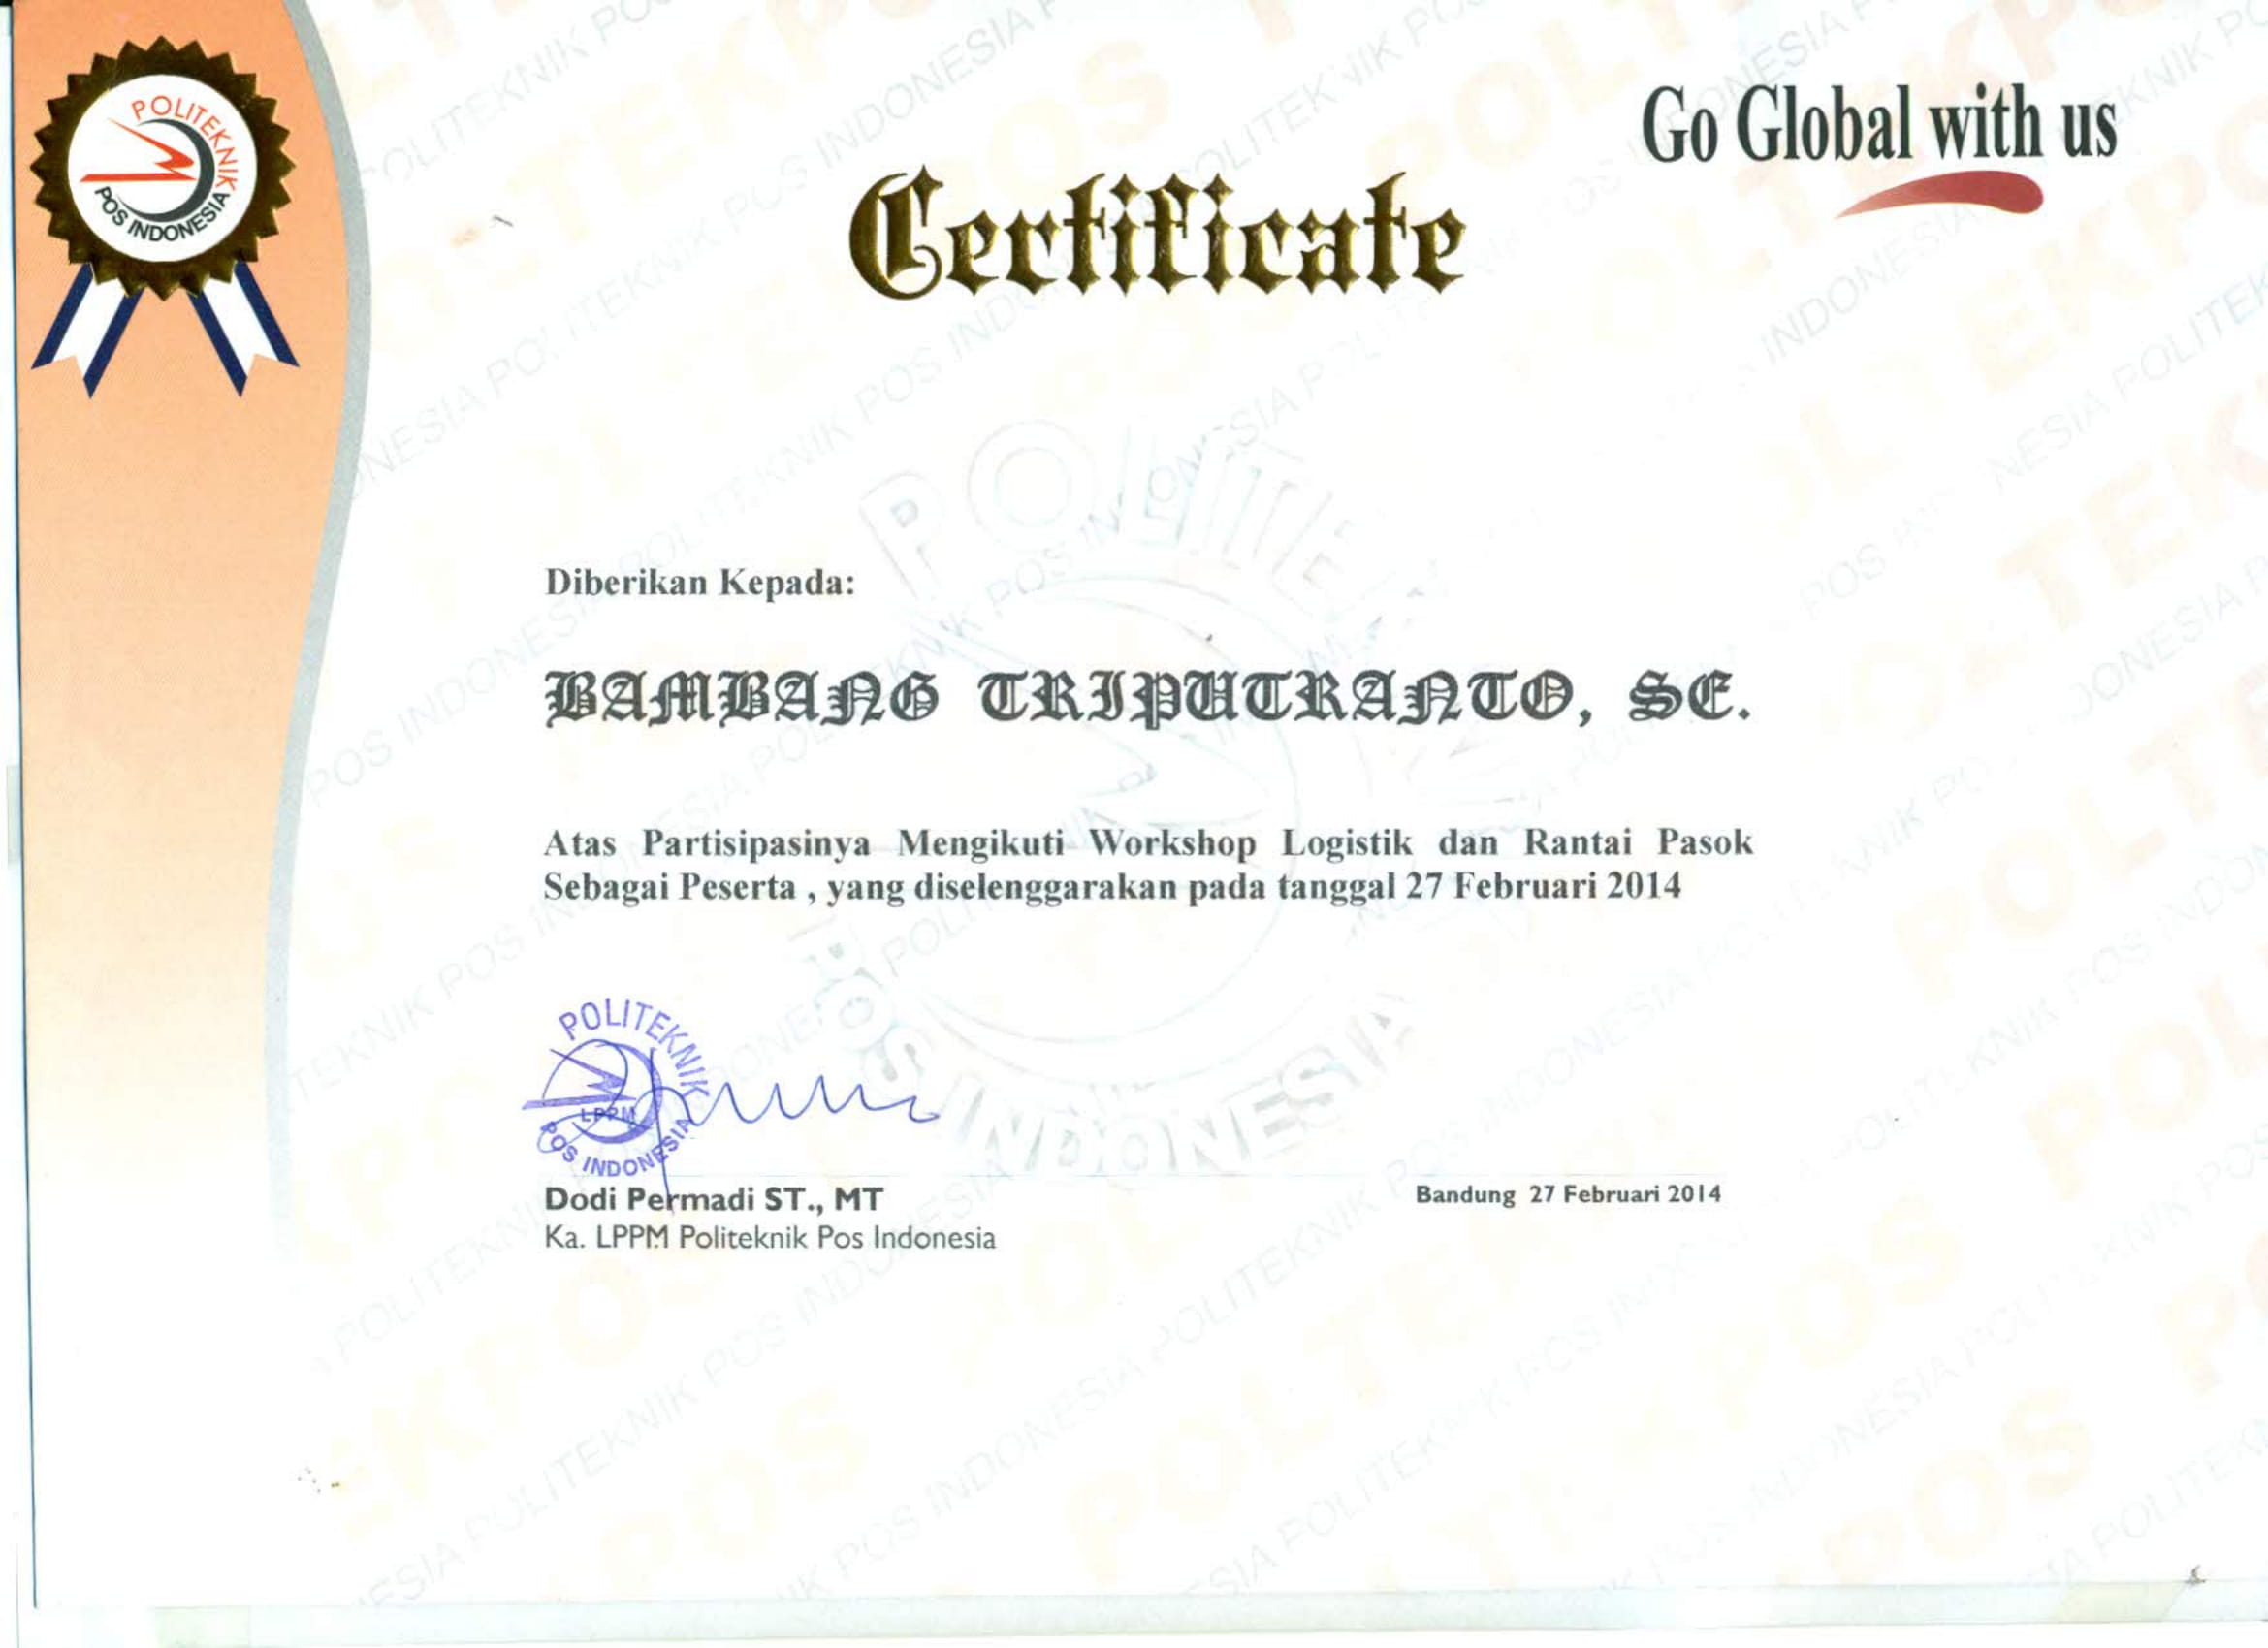 POLITEKNIK
POS INDONESIA
Go Global with us
Certificate
Diberikan Kepada:
BAMBANG TRIPUTRANTO, SE.
Atas Partisipasinya Mengikuti Workshop Logistik dan Rantai Pasok
Sebagai Peserta , yang diselenggarakan pada tanggal 27 Februari 2014
POLITEKNIK
LPPM
POS INDONESIA
Dodi Permadi ST., MT
Ka. LPPM Politeknik Pos Indonesia
Bandung 27 Februari 2014